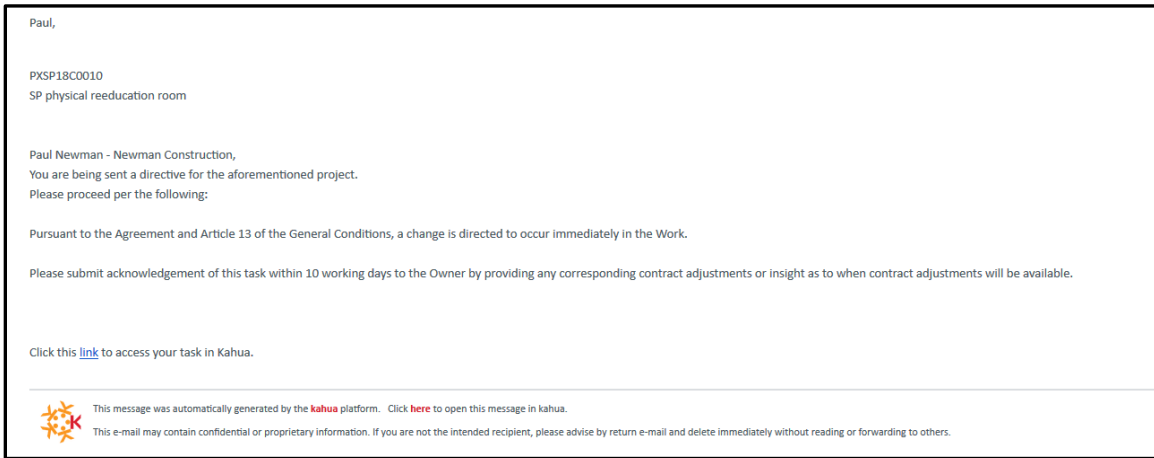 Paul,
PXSP18C0010
SP physical reeducation room
Paul Newman - Newman Construction,
You are being sent a directive for the aforementioned project.
Please proceed per the following:
Pursuant to the Agreement and Article 13 of the General Conditions, a change is directed to occur immediately in the Work.
Please submit acknowledgement of this task within 10 working days to the Owner by providing any corresponding contract adjustments or insight as to when contract adjustments will be available.
Click this link to access your task in Kahua.
K
This message was automatically generated by the kahua platform. Click here to open this message in kahua.
This e-mail may contain confidential or proprietary information. If you are not the intended recipient, please advise by return e-mail and delete immediately without reading or forwarding to others.